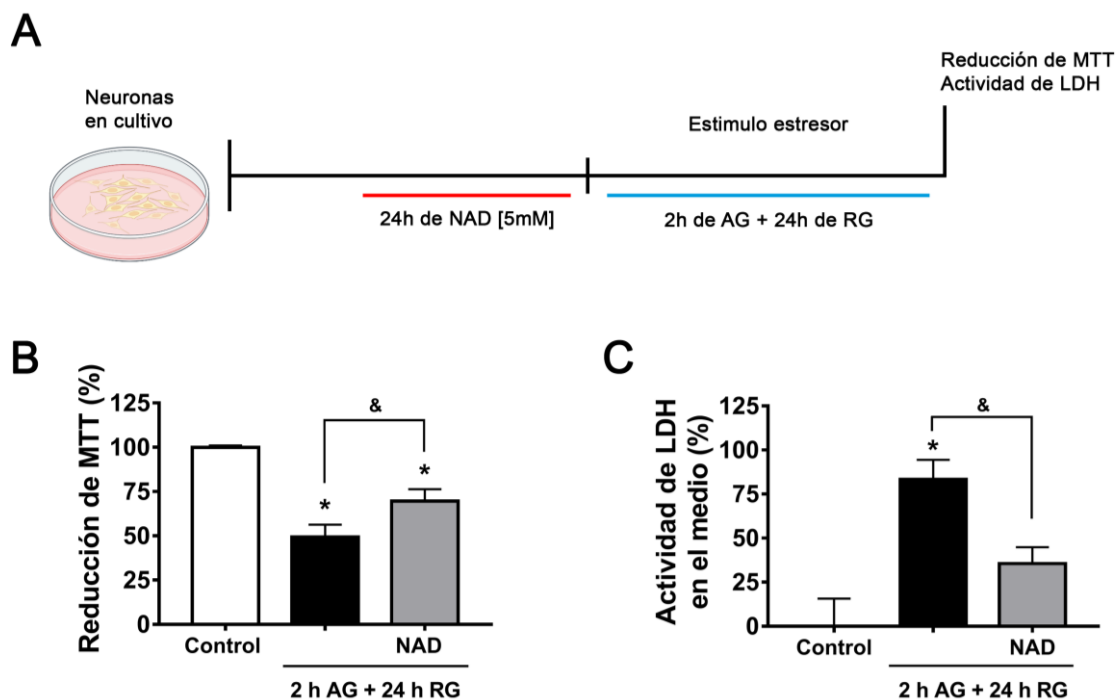 A
Neuronas
en cultivo
24h de NAD [5mM]
Estimulo estresor
2h de AG + 24h de RG
Reducción de MTT
Actividad de LDH
B
Reducción de MTT (%)
125
100
75
50
25
0
*
&
*
Control
NAD
2 h AG + 24 h RG
C
Actividad de LDH
en el medio (%)
125
100
75
50
25
0
*
&
Control
NAD
2 h AG + 24 h RG